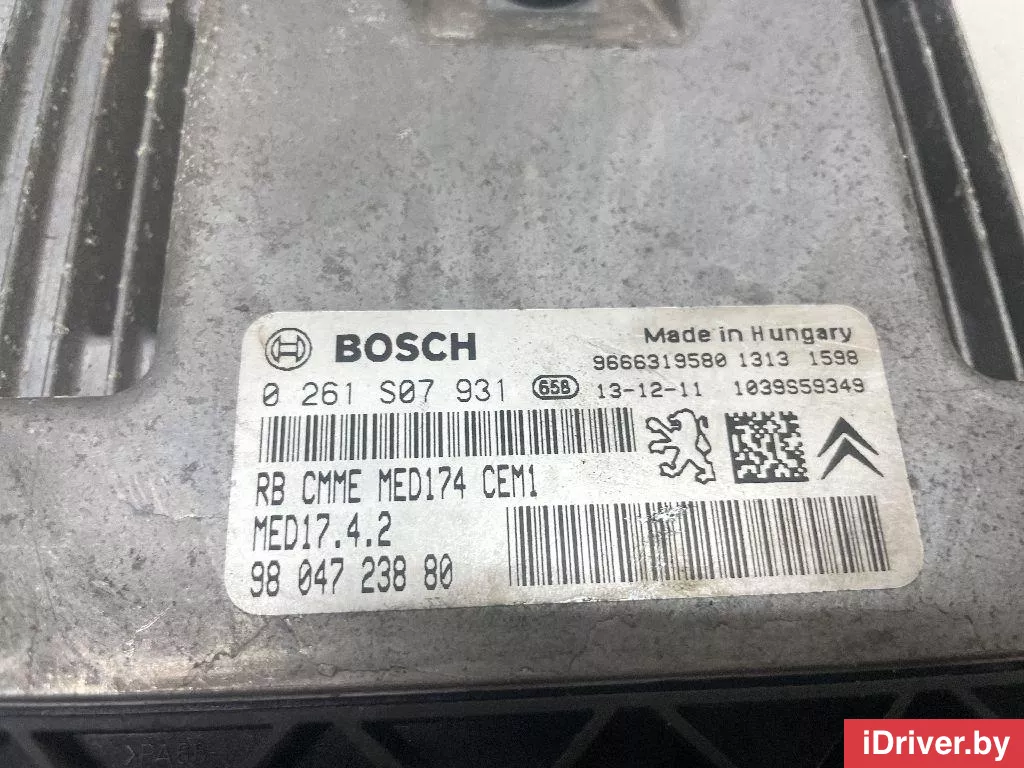 BOSCH
Made in Hungary
9666319580 1313 1598
0 261 S07 931 658 13-12-11 1039S59349
RB CMME MED174 CEM1
MED17.4.2
98 047 238 80
iDriver.by